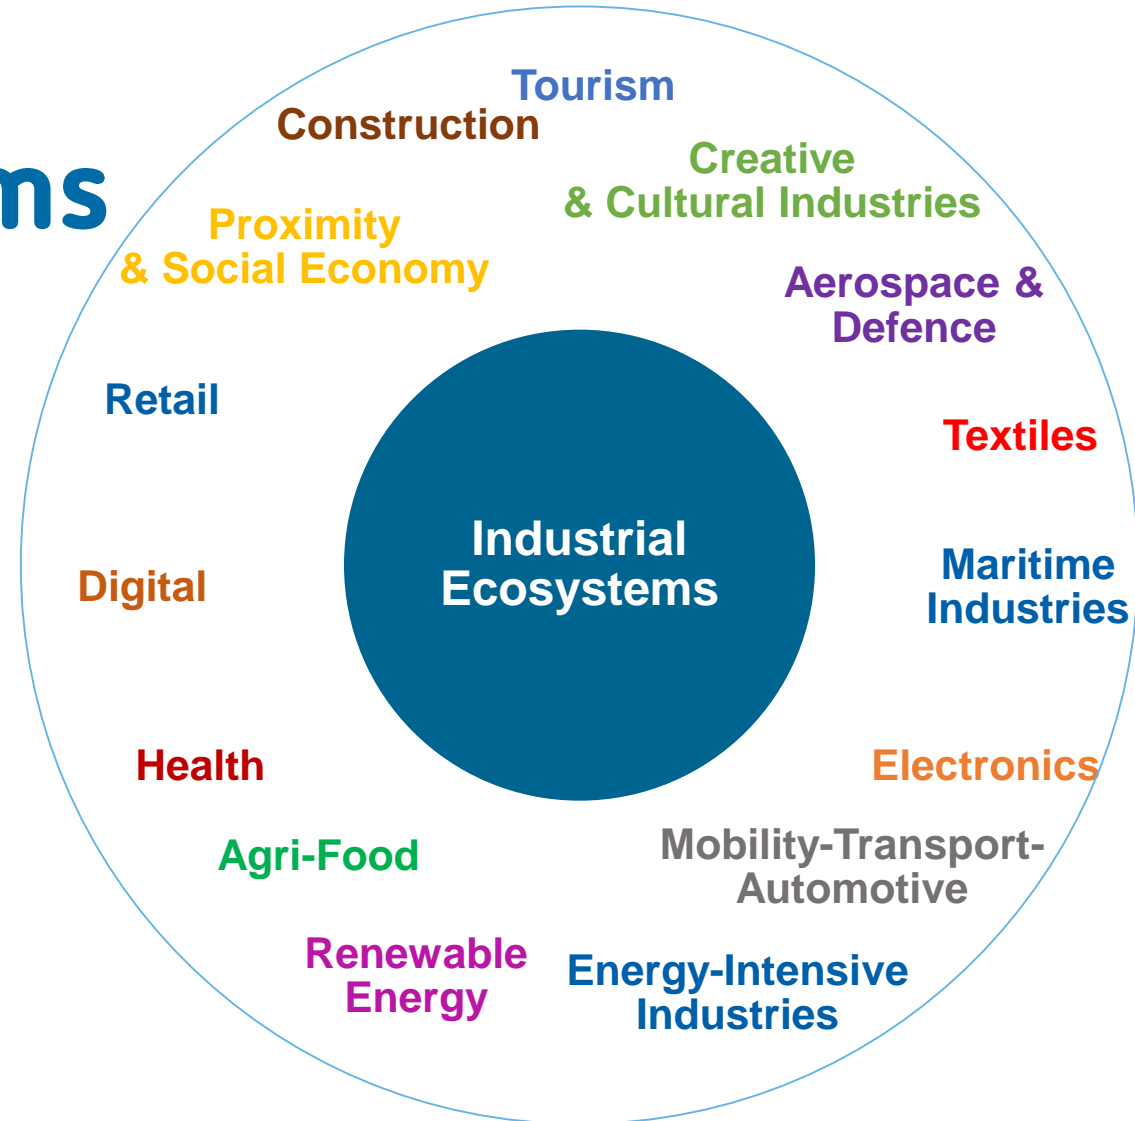 ms
Tourism
Construction
Creative
& Cultural Industries
Proximity
& Social Economy
Aerospace &
Defence
Retail
Textiles
Industrial
Ecosystems
Maritime
Industries
Digital
Health
Electronics
Agri-Food
Mobility-Transport-
Automotive
Renewable
Energy
Energy-Intensive
Industries